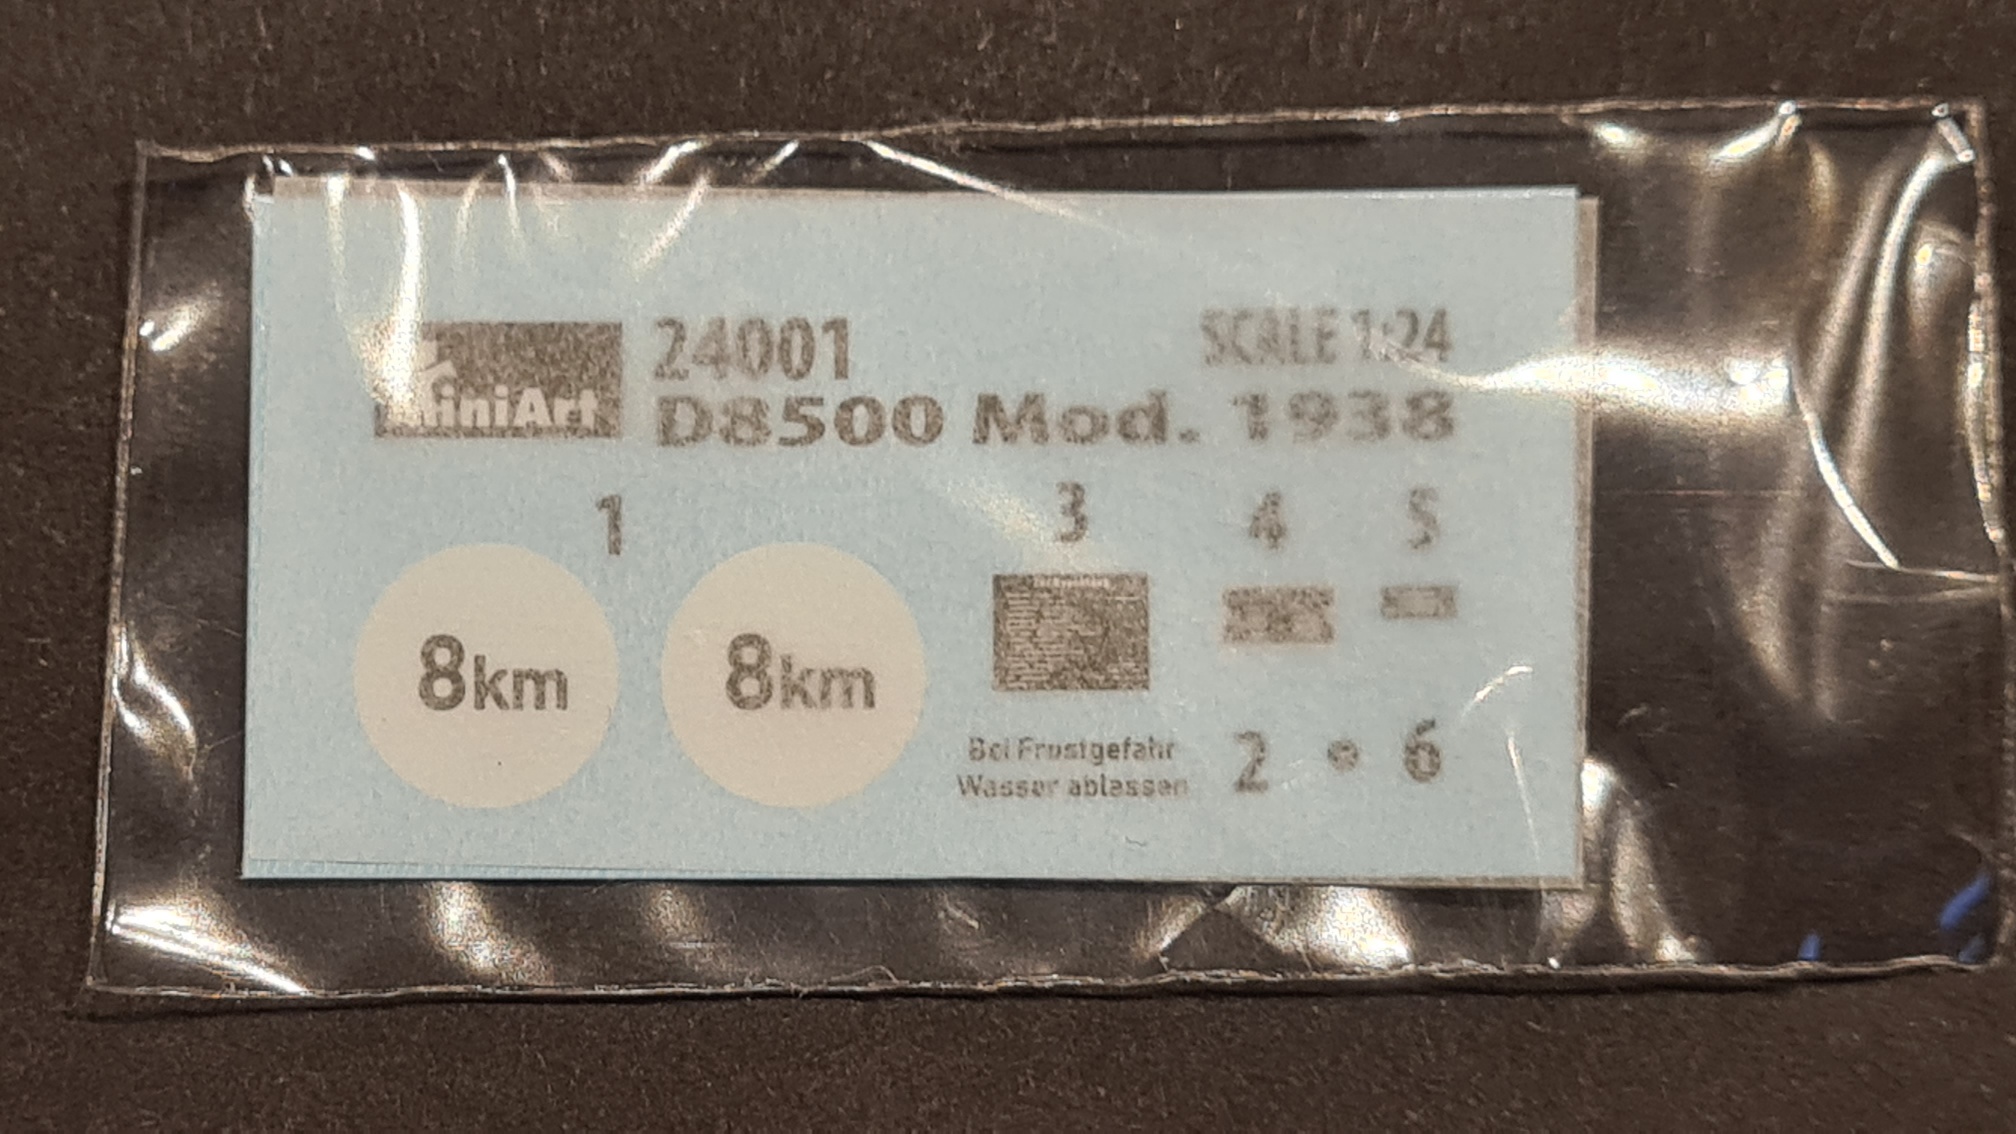 MiniArt
24001
SCALE 1:24
D8500 Mod. 1938
1
3
4
5
8km
8km
Bei Frostgefahr
Wasser ablassen
2
6